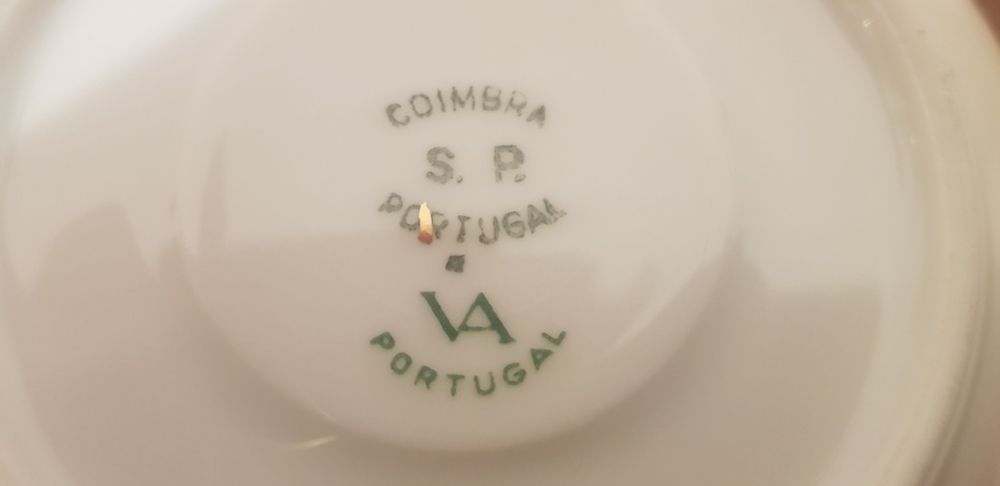 COIMBRA
S. P.
PORTUGAL
VA
PORTUGAL